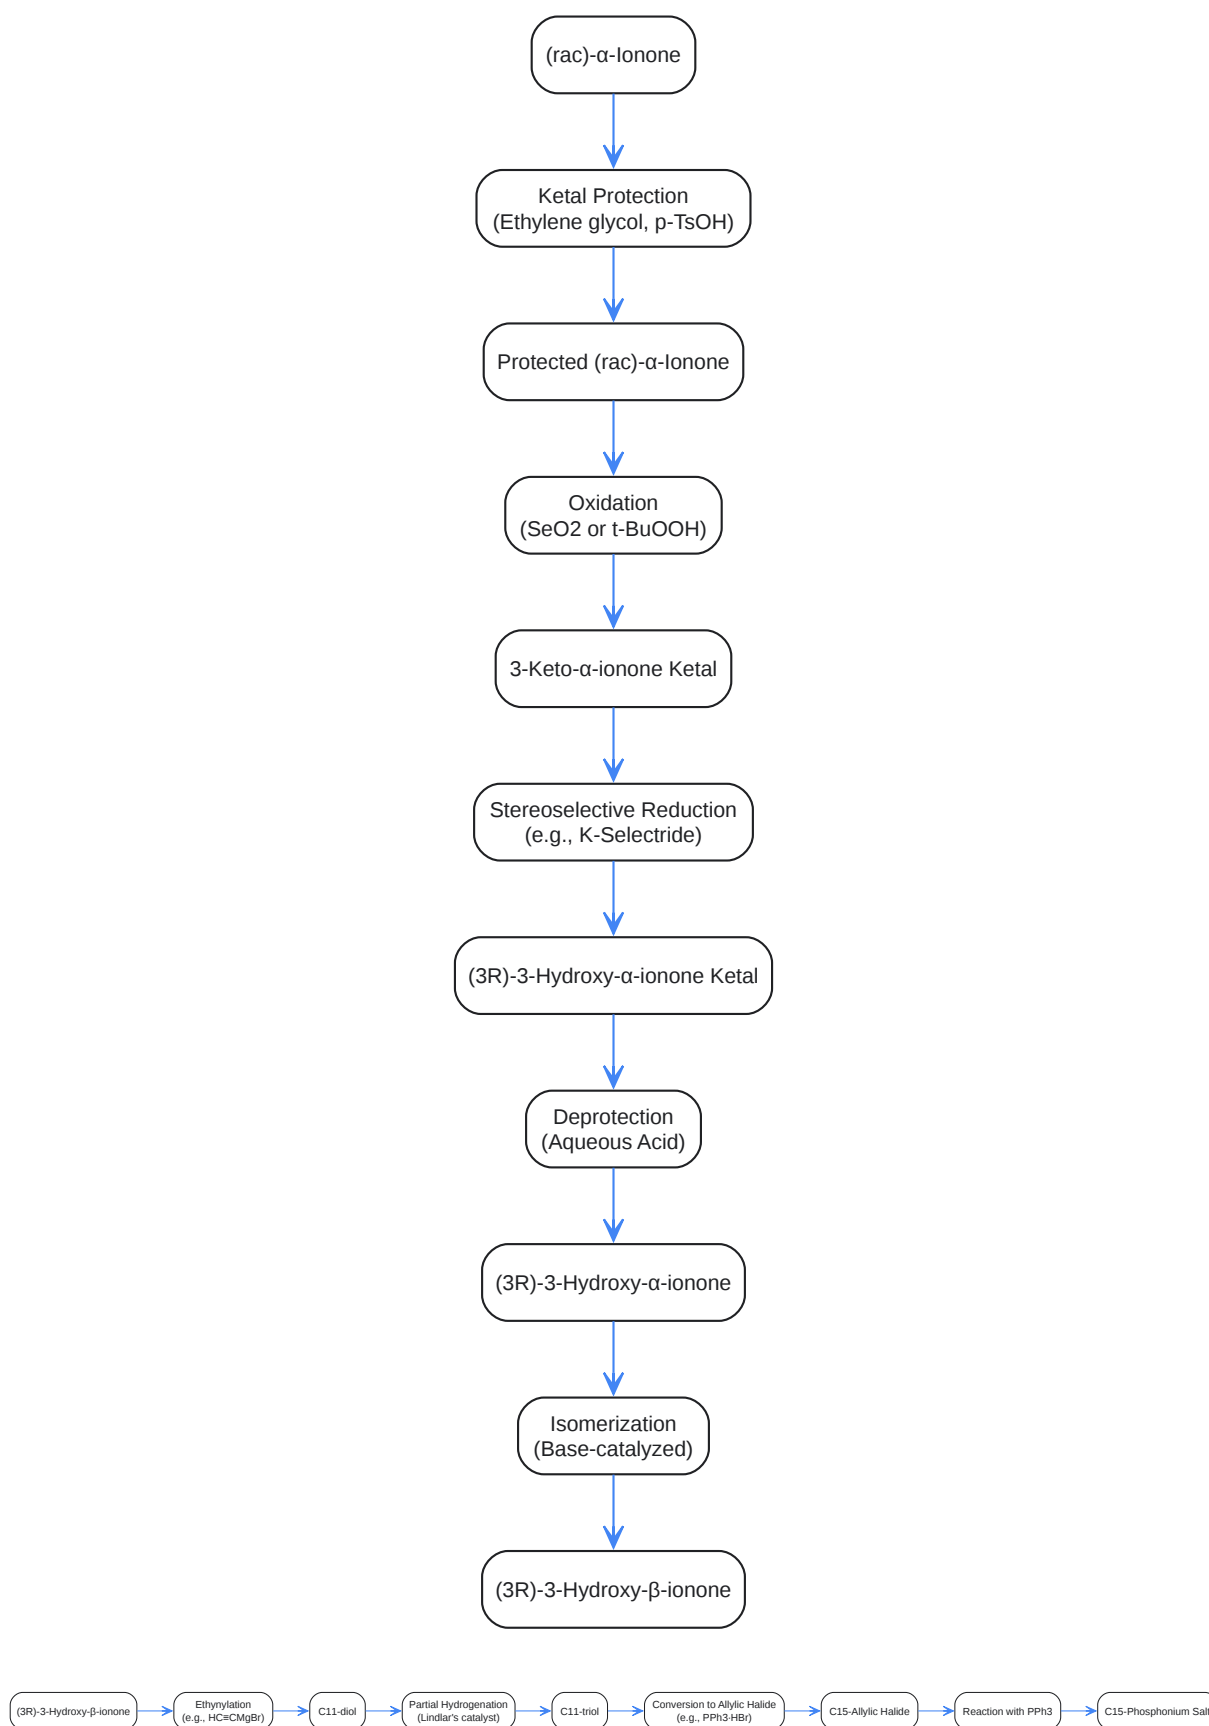 (rac)-α-Ionone
Ketal Protection
(Ethylene glycol, p-TsOH)
Protected (rac)-α-Ionone
Oxidation
(SeO2 or t-BuOOH)
3-Keto-α-ionone Ketal
Stereoselective Reduction
(e.g., K-Selectride)
(3R)-3-Hydroxy-α-ionone Ketal
Deprotection
(Aqueous Acid)
(3R)-3-Hydroxy-α-ionone
Isomerization
(Base-catalyzed)
(3R)-3-Hydroxy-β-ionone
(3R)-3-Hydroxy-β-ionone
Ethynylation
(e.g., HC≡CMgBr)
C11-diol
Partial Hydrogenation
(Lindlar's catalyst)
C11-triol
Conversion to Allylic Halide
(e.g., PPh3·HBr)
C15-Allylic Halide
Reaction with PPh3
C15-Phosphonium Salt